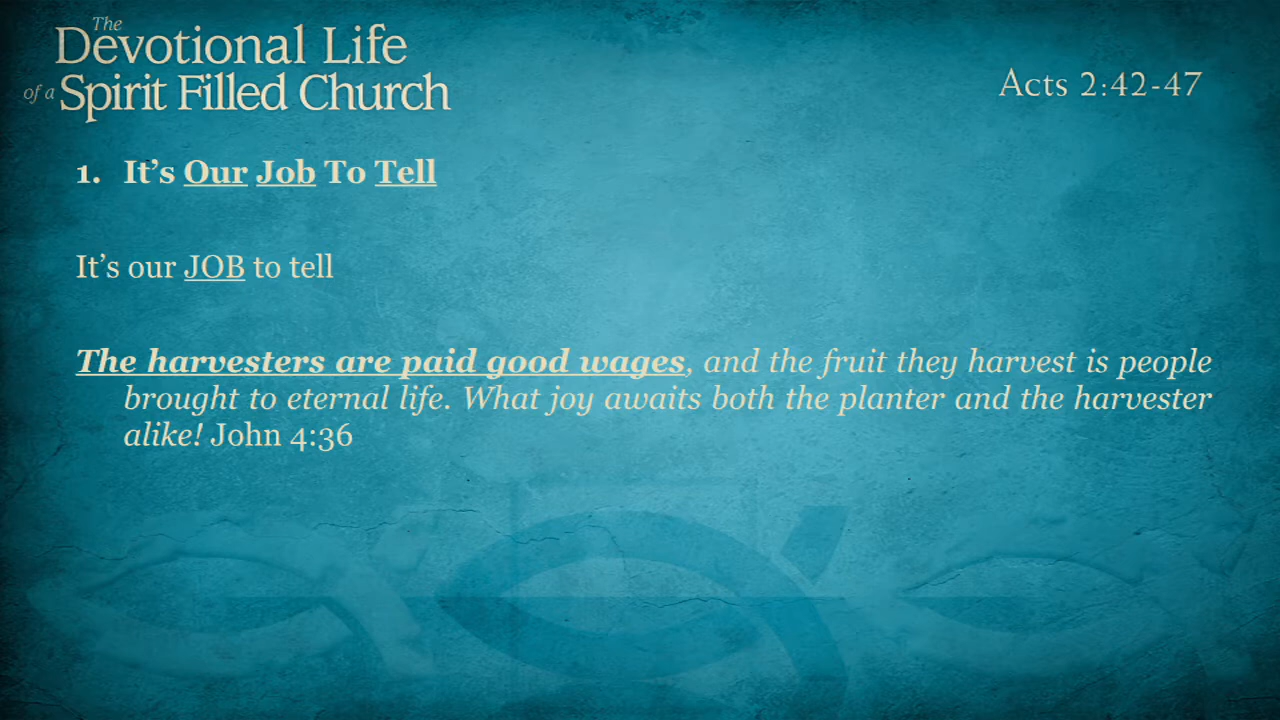 The
Devotional Life
of a Spirit Filled Church
Acts 2:42-47
1. It’s Our Job To Tell
It’s our JOB to tell
The harvesters are paid good wages, and the fruit they harvest is people
brought to eternal life. What joy awaits both the planter and the harvester
alike! John 4:36